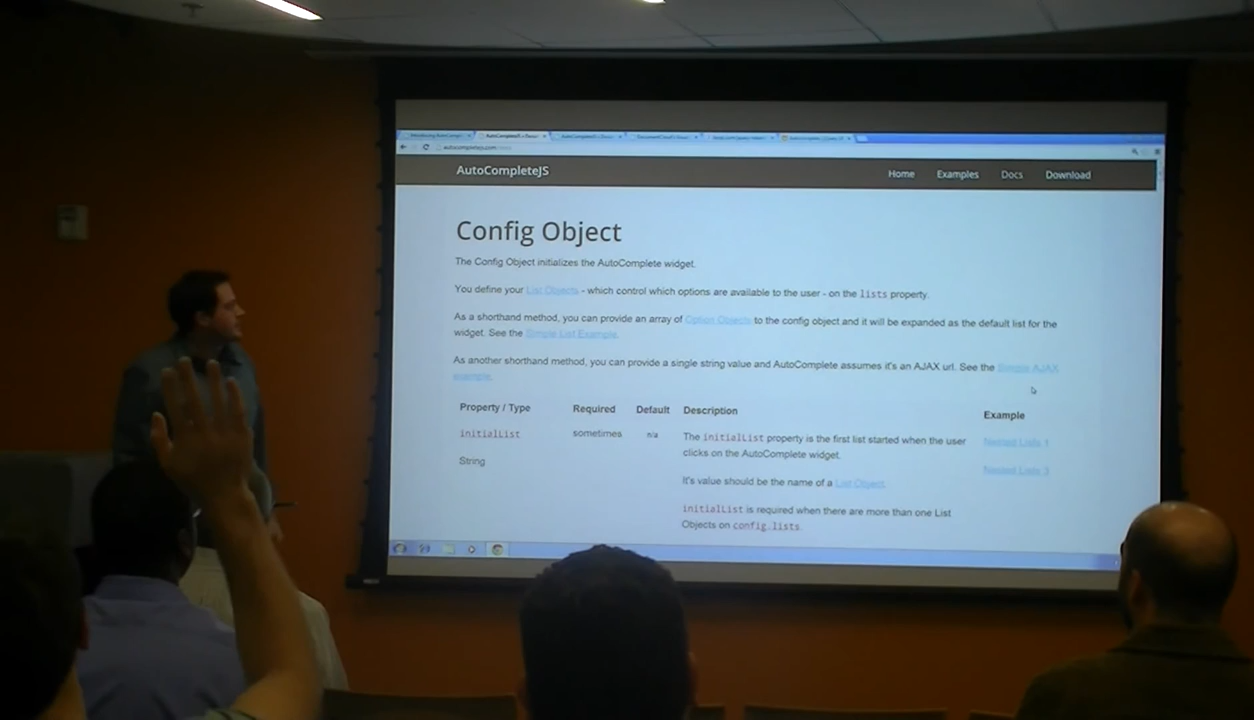 AutoCompleteJS
Home Examples Docs Download
Config Object
The Config Object initializes the AutoComplete widget.
You define your List Objects - which control which options are available to the user - on the lists property.
As a shorthand method, you can provide an array of Option Objects to the config object and it will be expanded as the default list for the
widget. See the Simple List Example.
As another shorthand method, you can provide a single string value and AutoComplete assumes it's an AJAX url. See the Simple AJAX
example.
Property / Type Required Default Description Example
initialList sometimes n/a The initialList property is the first list started when the user Nested Lists 1
clicks on the AutoComplete widget.
String Nested Lists 3
It's value should be the name of a List Object.
initialList is required when there are more than one List
Objects on config.lists.